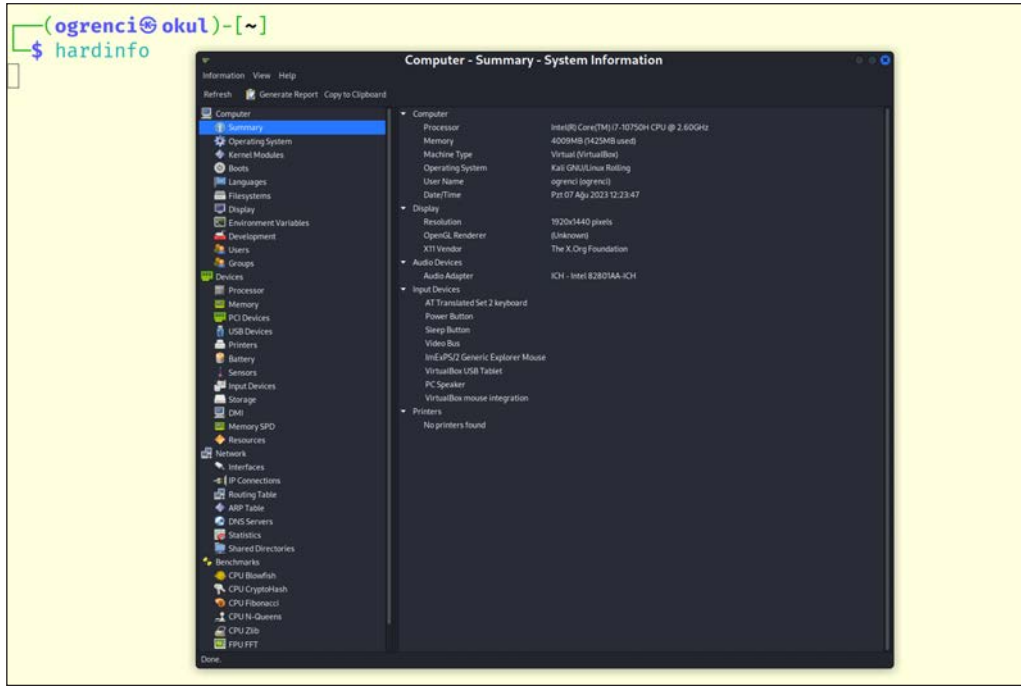 (ogrenci㉿okul)-[~]
$ hardinfo
Computer - Summary - System Information
Information View Help
Refresh Generate Report Copy to Clipboard
Computer
Summary
Operating System
Kernel Modules
Boots
Languages
Filesystems
Display
Environment Variables
Development
Users
Groups
Devices
Processor
Memory
PCI Devices
USB Devices
Printers
Battery
Sensors
Input Devices
Storage
DMI
Memory SPD
Resources
Network
Interfaces
IP Connections
Routing Table
ARP Table
DNS Servers
Statistics
Shared Directories
Benchmarks
CPU Blowfish
CPU CryptoHash
CPU Fibonacci
CPU N-Queens
CPU Zlib
FPU FFT
Computer
Processor Intel(R) Core(TM) i7-10750H CPU @ 2.60GHz
Memory 4009MB (1425MB used)
Machine Type Virtual (VirtualBox)
Operating System Kali GNU/Linux Rolling
User Name ogrenci (ogrenci)
Date/Time Pzt 07 Ağu 2023 12:23:47
Display
Resolution 1920x1440 pixels
OpenGL Renderer (Unknown)
X11 Vendor The X.Org Foundation
Audio Devices
Audio Adapter ICH - Intel 82801AA-ICH
Input Devices
AT Translated Set 2 keyboard
Power Button
Sleep Button
Video Bus
ImExPS/2 Generic Explorer Mouse
VirtualBox USB Tablet
PC Speaker
VirtualBox mouse integration
Printers
No printers found
Done.